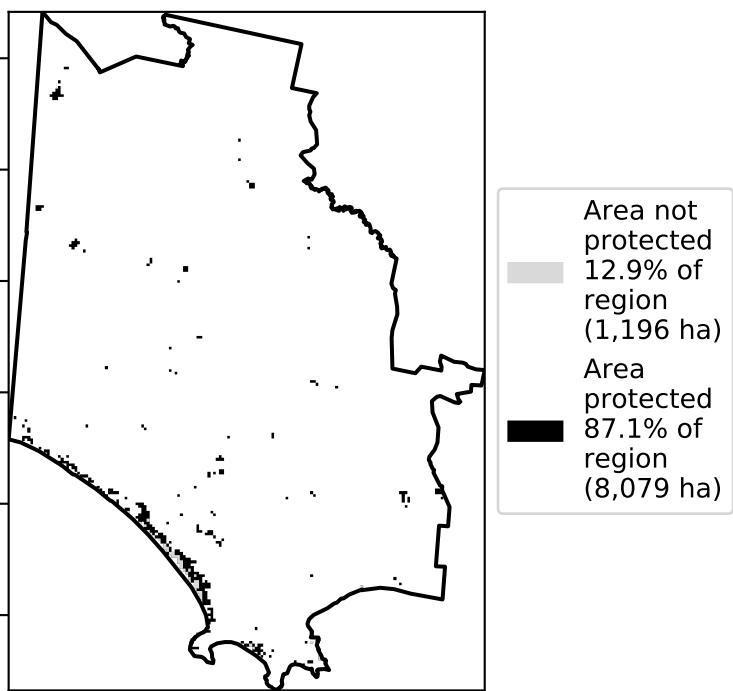 Area not
protected
12.9% of
region
(1,196 ha)
Area
protected
87.1% of
region
(8,079 ha)